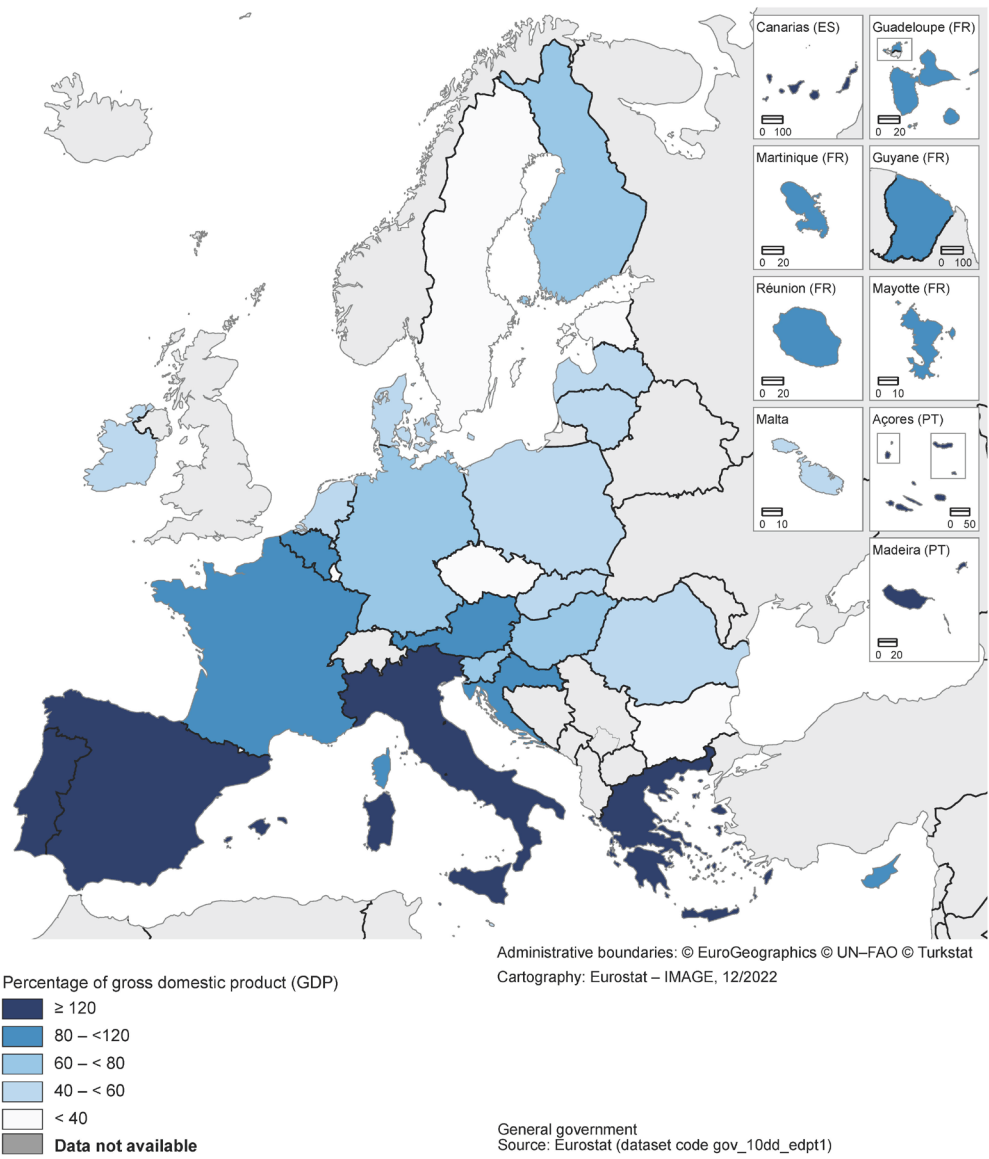 Canarias (ES)
0 100
Guadeloupe (FR)
0 20
Martinique (FR)
0 20
Guyane (FR)
0 100
Réunion (FR)
0 20
Mayotte (FR)
0 10
Malta
0 10
Açores (PT)
0 50
Madeira (PT)
0 20
Administrative boundaries: © EuroGeographics © UN–FAO © Turkstat
Cartography: Eurostat – IMAGE, 12/2022
Percentage of gross domestic product (GDP)
≥ 120
80 – <120
60 – < 80
40 – < 60
< 40
Data not available
General government
Source: Eurostat (dataset code gov_10dd_edpt1)